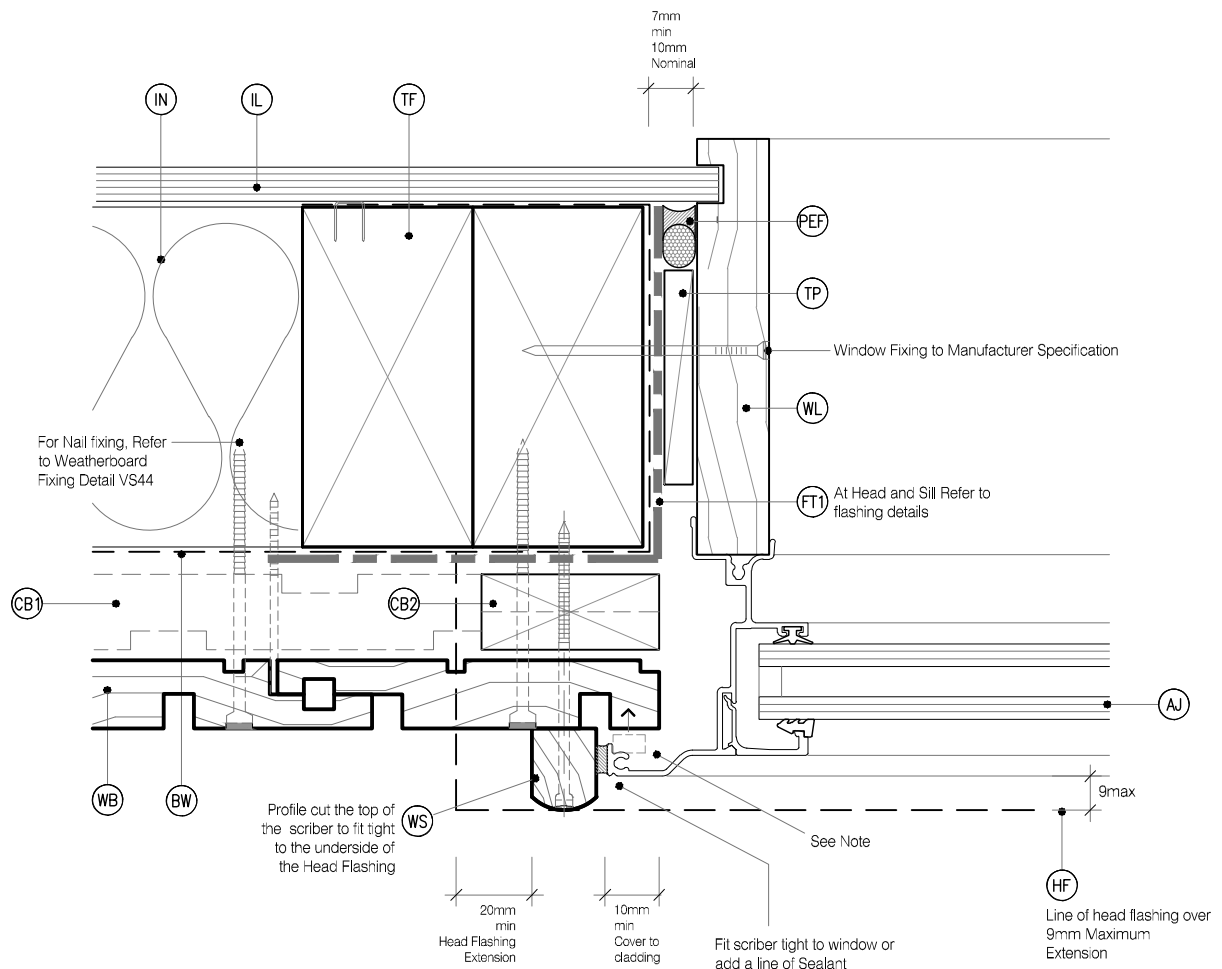 7mm
min
10mm
Nominal
IN
IL
TF
PEF
TP
Window Fixing to Manufacturer Specification
WL
For Nail fixing, Refer
to Weatherboard
Fixing Detail VS44
FT1
At Head and Sill Refer to
flashing details
CB1
CB2
AJ
WB
BW
9max
Profile cut the top of
the scriber to fit tight
to the underside of
the Head Flashing
WS
See Note
HF
Line of head flashing over
9mm Maximum
Extension
20mm
min
Head Flashing
Extension
10mm
min
Cover to
cladding
Fit scriber tight to window or
add a line of Sealant